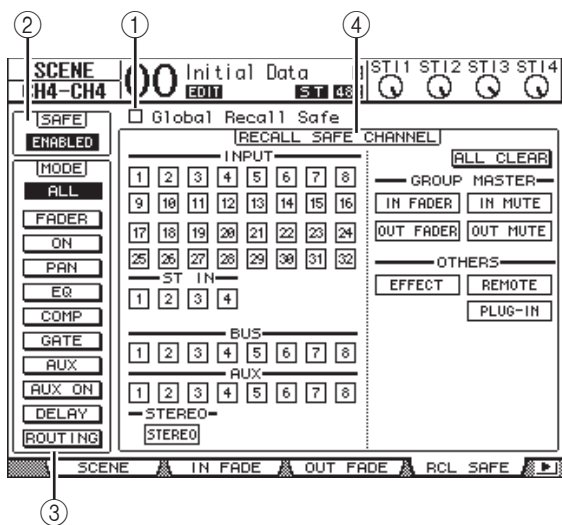 ② ① ④
SCENE 00 Initial Data STI1 STI2 STI3 STI4
CH4-CH4 EDIT ST 48
SAFE Global Recall Safe
ENABLED RECALL SAFE CHANNEL
INPUT ALL CLEAR
MODE
ALL 1 2 3 4 5 6 7 8 GROUP MASTER
9 10 11 12 13 14 15 16 IN FADER IN MUTE
FADER
ON 17 18 19 20 21 22 23 24 OUT FADER OUT MUTE
PAN 25 26 27 28 29 30 31 32 OTHERS
ST IN
EQ 1 2 3 4 EFFECT REMOTE
COMP PLUG-IN
GATE BUS
1 2 3 4 5 6 7 8
AUX AUX
AUX ON 1 2 3 4 5 6 7 8
DELAY STEREO
ROUTING STEREO
SCENE IN FADE OUT FADE RCL SAFE
③